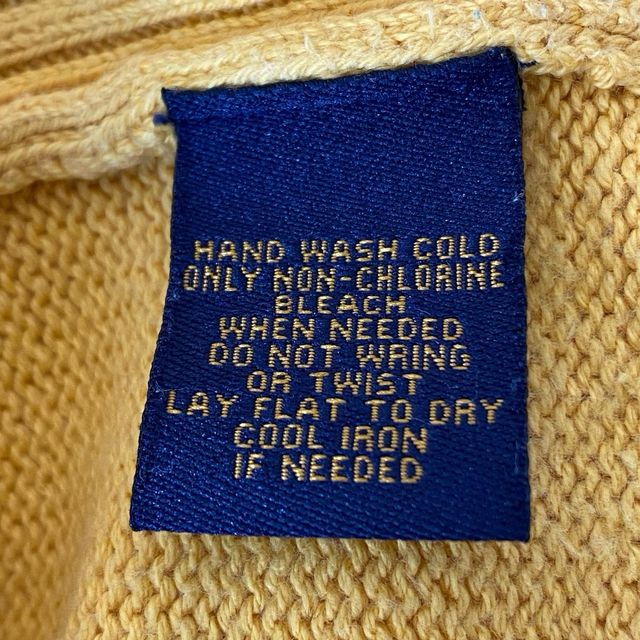 HAND WASH COLD
ONLY NON-CHLORINE
BLEACH
WHEN NEEDED
DO NOT WRING
OR TWIST
LAY FLAT TO DRY
COOL IRON
IF NEEDED